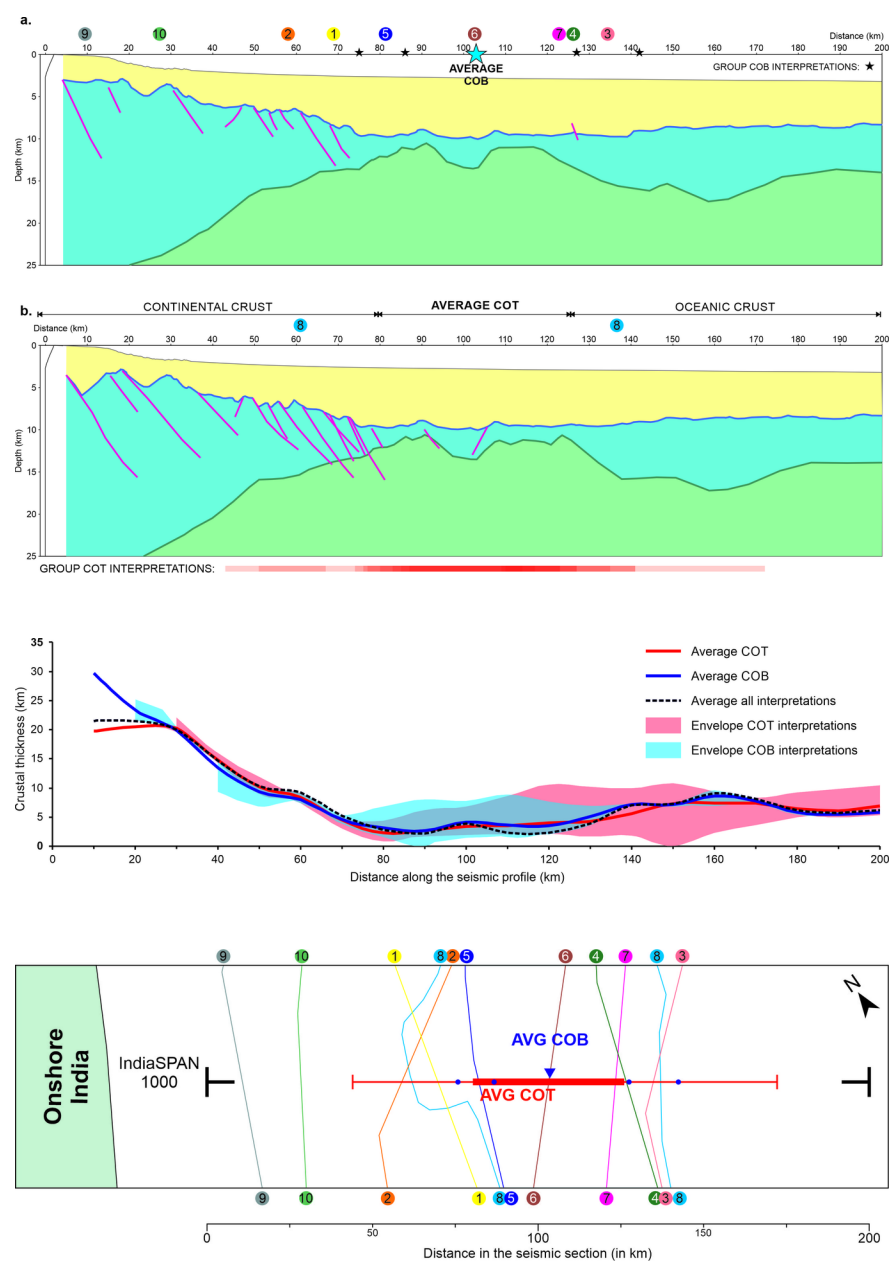 a.
9 10 2 1 5 6 7 4 3
Distance (km)
0 10 20 30 40 50 60 70 80 90 100 110 120 130 140 150 160 170 180 190 200
AVERAGE
COB
GROUP COB INTERPRETATIONS:
Depth (km)
0
5
10
15
20
25
b.
CONTINENTAL CRUST AVERAGE COT OCEANIC CRUST
8 8
Distance (km)
0 10 20 30 40 50 60 70 80 90 100 110 120 130 140 150 160 170 180 190 200
Depth (km)
0
5
10
15
20
25
GROUP COT INTERPRETATIONS:
Crustal thickness (km)
35
30
25
20
15
10
5
0
Average COT
Average COB
Average all interpretations
Envelope COT interpretations
Envelope COB interpretations
0 20 40 60 80 100 120 140 160 180 200
Distance along the seismic profile (km)
9 10 1 8 2 5 6 4 7 8 3
N
Onshore
India
IndiaSPAN
1000
AVG COB
AVG COT
9 10 2 1 8 5 6 7 4 3 8
0 50 100 150 200
Distance in the seismic section (in km)